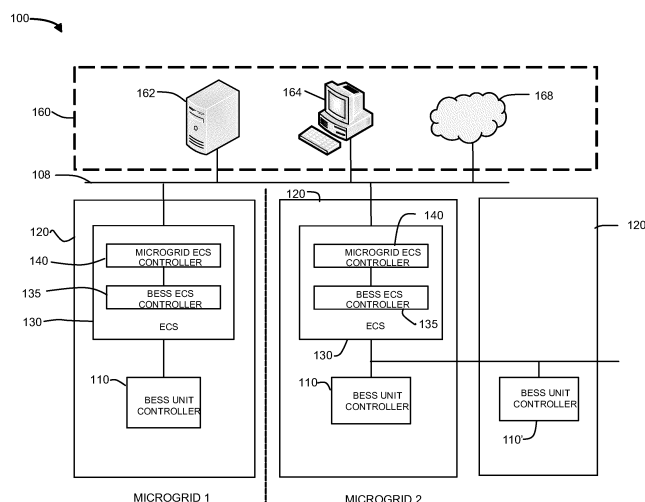 100
162
164
168
160
108
120
120
120
140
MICROGRID ECS
CONTROLLER
140
MICROGRID ECS
CONTROLLER
135
BESS ECS
CONTROLLER
BESS ECS
CONTROLLER
135
130
ECS
ECS
130
110
BESS UNIT
CONTROLLER
110
BESS UNIT
CONTROLLER
BESS UNIT
CONTROLLER
110'
MICROGRID 1
MICROGRID 2